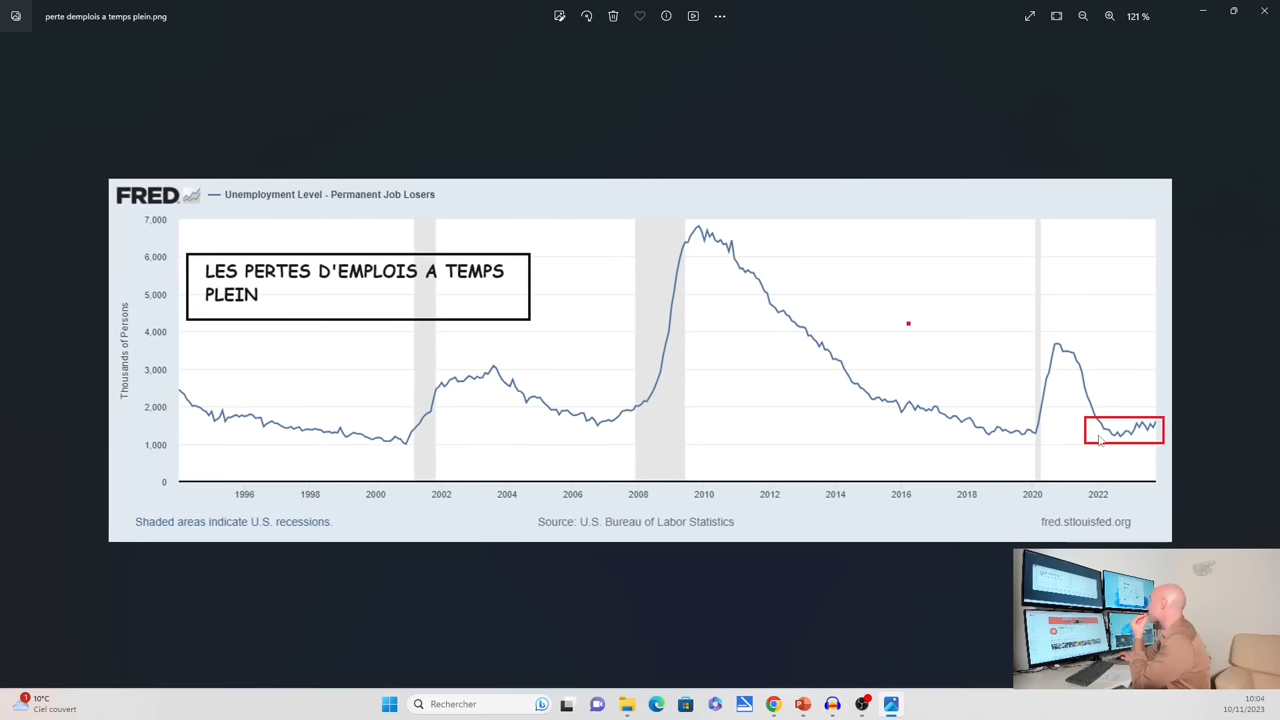 perte demplois a temps plein.png
121 %
FRED
Unemployment Level - Permanent Job Losers
7,000
6,000
5,000
4,000
3,000
2,000
1,000
0
Thousands of Persons
LES PERTES D'EMPLOIS A TEMPS
PLEIN
1996 1998 2000 2002 2004 2006 2008 2010 2012 2014 2016 2018 2020 2022
Shaded areas indicate U.S. recessions.
Source: U.S. Bureau of Labor Statistics
fred.stlouisfed.org
1
10°C
Ciel couvert
Rechercher
10:04
10/11/2023